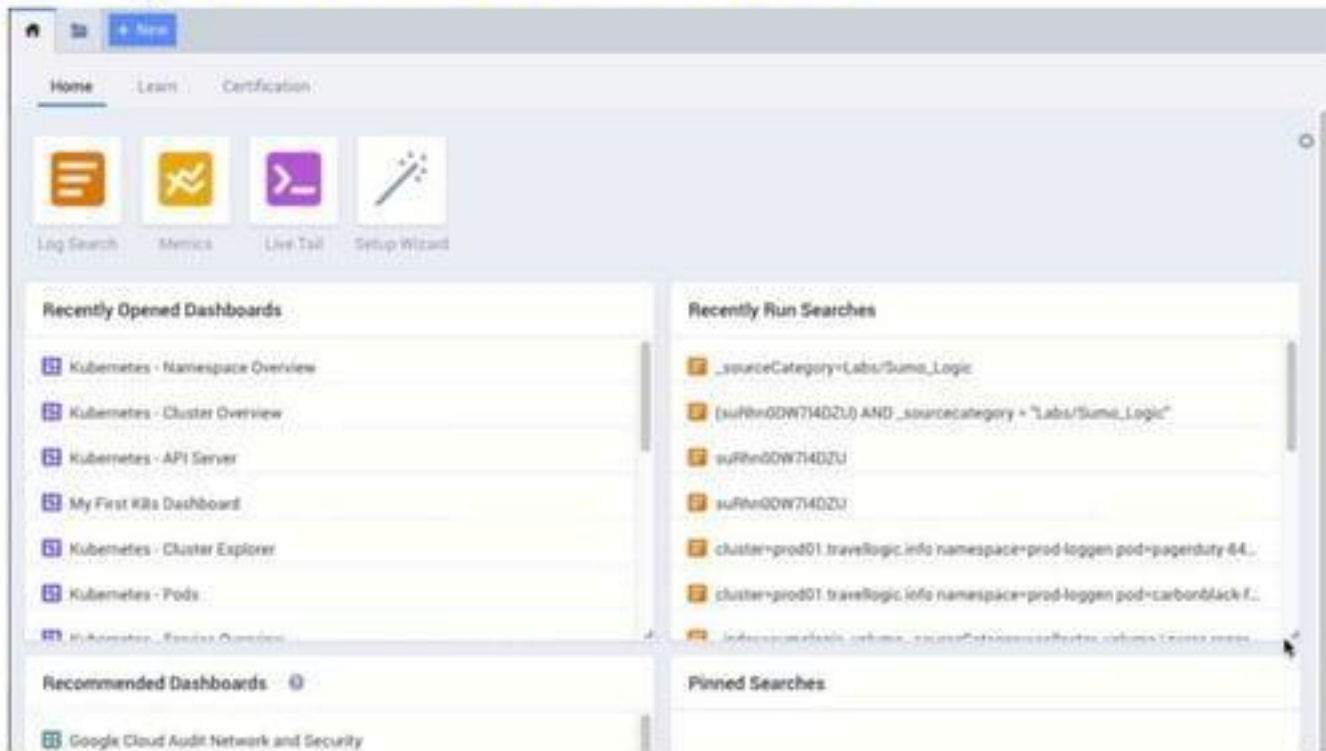 + New
Home Learn Certification
Log Search Metrics Live Tail Setup Wizard
Recently Opened Dashboards
Kubernetes - Namespace Overview
Kubernetes - Cluster Overview
Kubernetes - API Server
My First K8s Dashboard
Kubernetes - Cluster Explorer
Kubernetes - Pods
Kubernetes - Service Overview
Recently Run Searches
_sourceCategory=Labs/Sumo_Logic
AND _sourcecategory = "Labs/Sumo_Logic"
cluster=prod01.travellogic.info namespace=prod-loggen pod=pagerduty-64...
cluster=prod01.travellogic.info namespace=prod-loggen pod=carbonblack-f...
Recommended Dashboards
Google Cloud Audit Network and Security
Pinned Searches